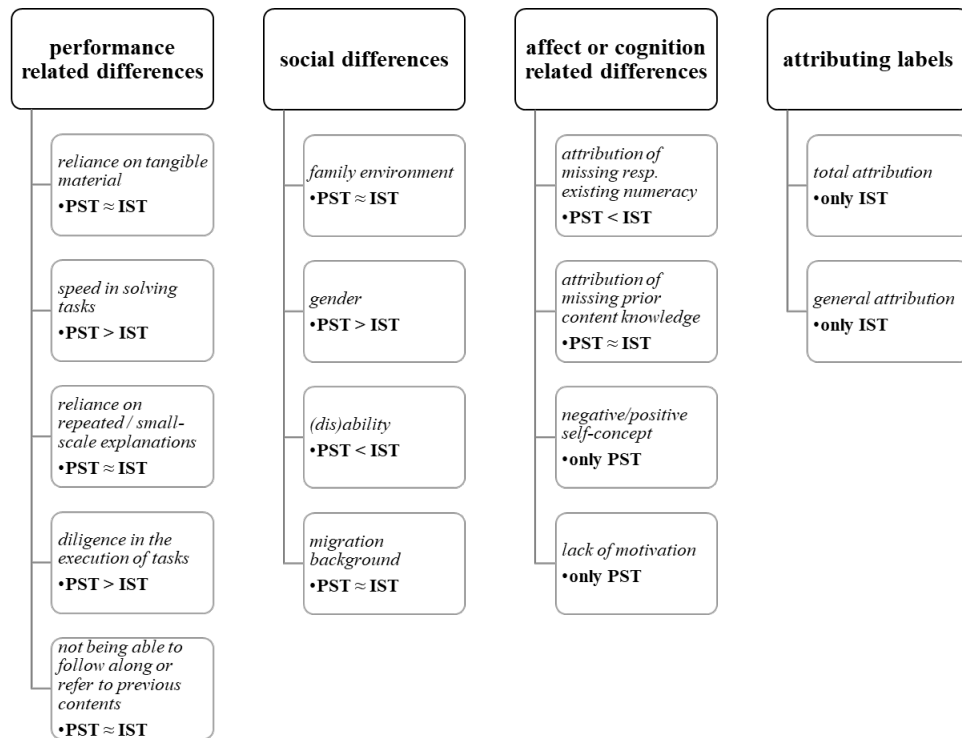 performance
related differences
reliance on tangible
material
•PST ≈ IST
speed in solving
tasks
•PST > IST
reliance on
repeated / small-
scale explanations
•PST ≈ IST
diligence in the
execution of tasks
•PST > IST
not being able to
follow along or
refer to previous
contents
•PST ≈ IST
social differences
family environment
•PST ≈ IST
gender
•PST > IST
(dis)ability
•PST < IST
migration
background
•PST ≈ IST
affect or cognition
related differences
attribution of
missing resp.
existing numeracy
•PST < IST
attribution of
missing prior
content knowledge
•PST ≈ IST
negative/positive
self-concept
•only PST
lack of motivation
•only PST
attributing labels
total attribution
•only IST
general attribution
•only IST